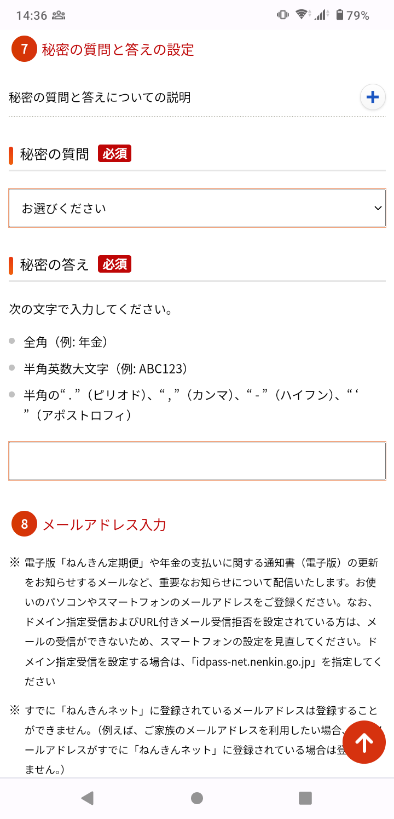 14:36 79%
7 秘密の質問と答えの設定
秘密の質問と答えについての説明
秘密の質問 必須
お選びください
秘密の答え 必須
次の文字で入力してください。
全角（例: 年金）
半角英数大文字（例: ABC123）
半角の“ . ”（ピリオド）、“ , ”（カンマ）、“ - ”（ハイフン）、“ ‘
”（アポストロフィ）
8 メールアドレス入力
※ 電子版「ねんきん定期便」や年金の支払いに関する通知書（電子版）の更新
をお知らせするメールなど、重要なお知らせについて配信いたします。お使
いのパソコンやスマートフォンのメールアドレスをご登録ください。なお、
ドメイン指定受信およびURL付きメール受信拒否を設定されている方は、メ
ールの受信ができないため、スマートフォンの設定を見直してください。ド
メイン指定受信を設定する場合は、「idpass-net.nenkin.go.jp」を指定してく
ださい
※ すでに「ねんきんネット」に登録されているメールアドレスは登録すること
ができません。（例えば、ご家族のメールアドレスを利用したい場合、
ールアドレスがすでに「ねんきんネット」に登録されている場合は
ません。）